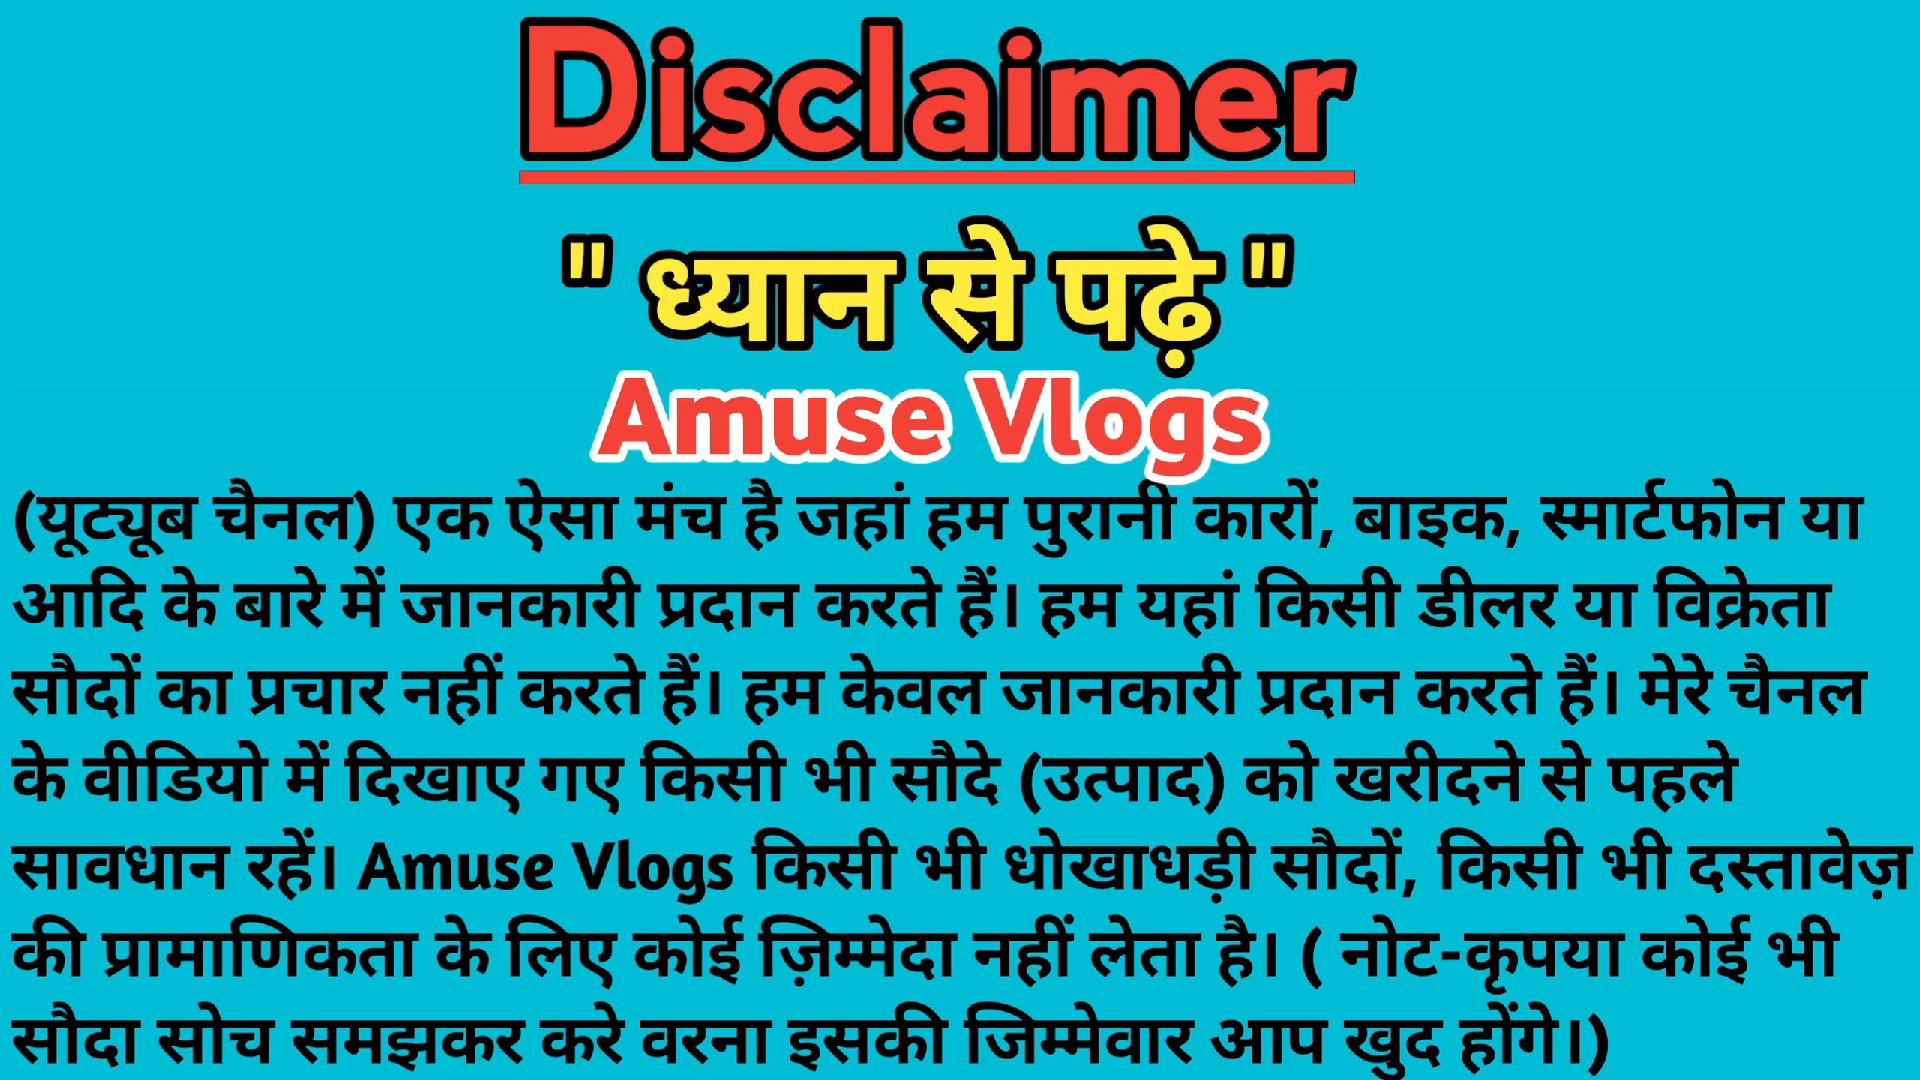 Disclaimer
" ध्यान से पढ़े "
Amuse Vlogs
(यूट्यूब चैनल) एक ऐसा मंच है जहां हम पुरानी कारों, बाइक, स्मार्टफोन या
आदि के बारे में जानकारी प्रदान करते हैं। हम यहां किसी डीलर या विक्रेता
सौदों का प्रचार नहीं करते हैं। हम केवल जानकारी प्रदान करते हैं। मेरे चैनल
के वीडियो में दिखाए गए किसी भी सौदे (उत्पाद) को खरीदने से पहले
सावधान रहें। Amuse Vlogs किसी भी धोखाधड़ी सौदों, किसी भी दस्तावेज़
की प्रामाणिकता के लिए कोई ज़िम्मेदा नहीं लेता है। ( नोट-कृपया कोई भी
सौदा सोच समझकर करे वरना इसकी जिम्मेवार आप खुद होंगे।)